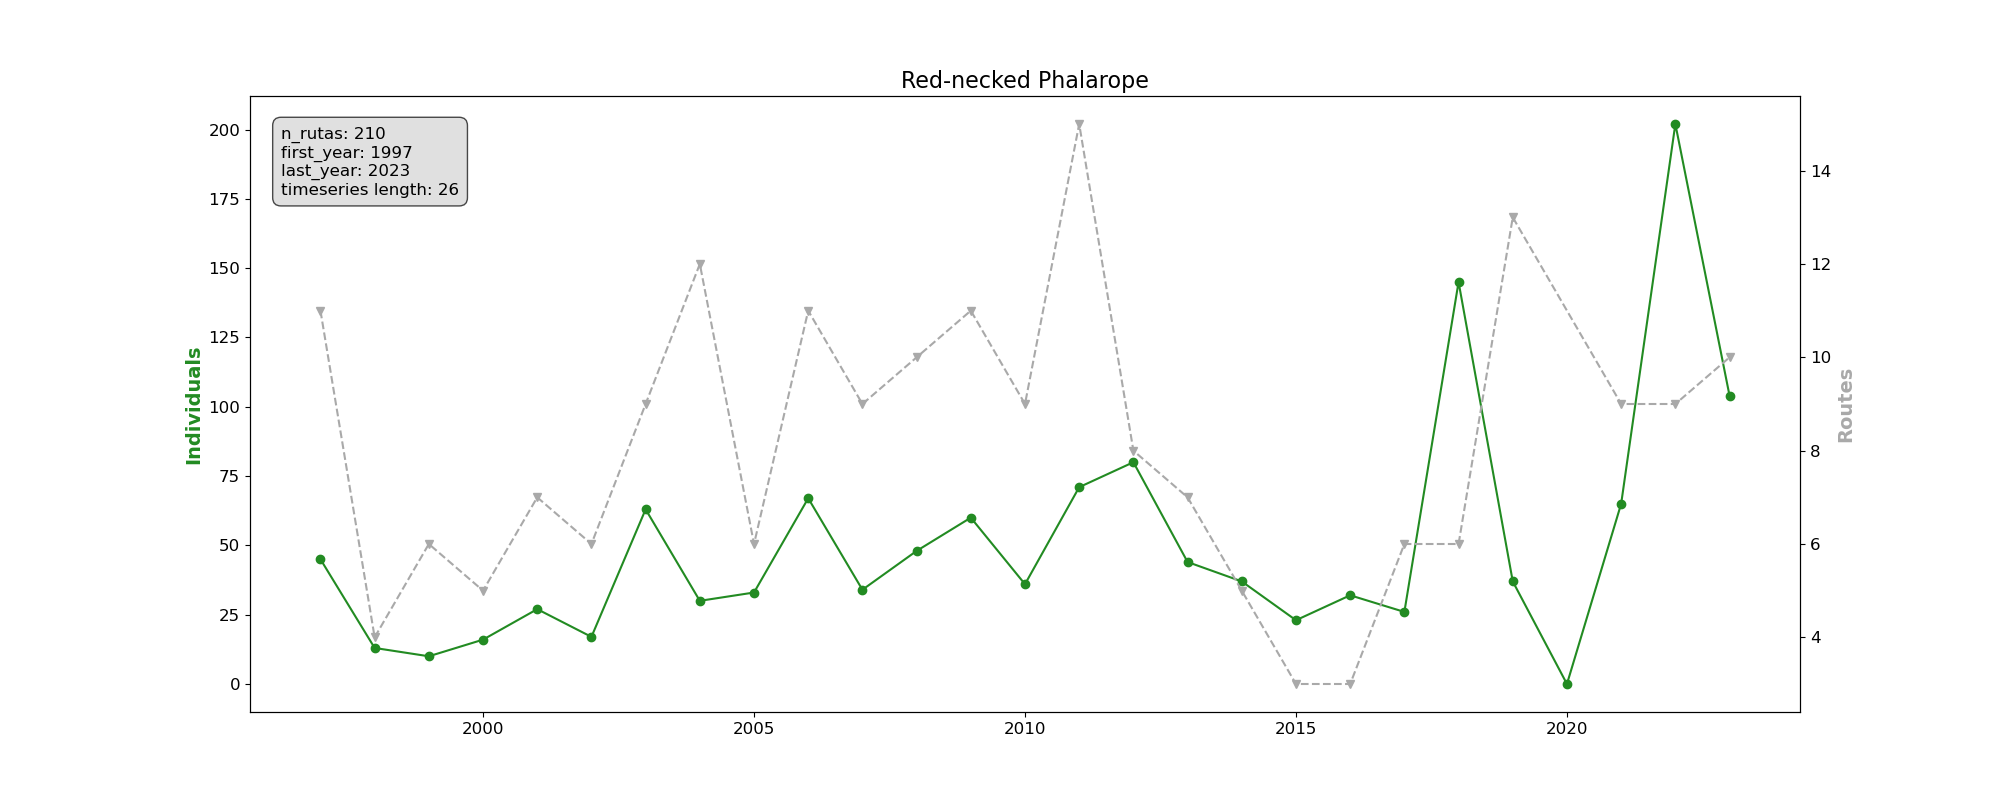 Red-necked Phalarope
n_rutas: 210
first_year: 1997
last_year: 2023
timeseries length: 26
200
175
150
125
100
75
50
25
0
Individuals
14
12
10
8
6
4
Routes
2000
2005
2010
2015
2020